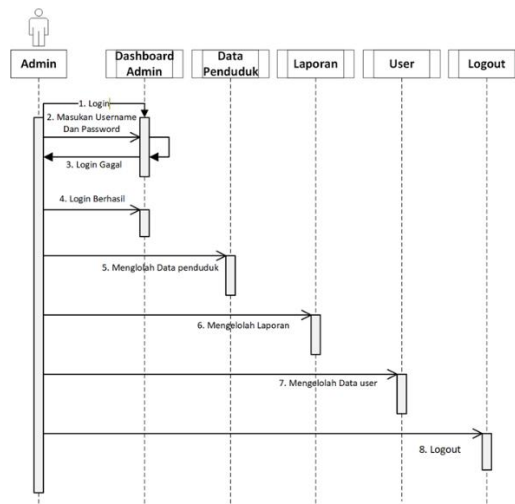 Admin
Dashboard
Admin
Data
Penduduk
Laporan
User
Logout
1. Login
2. Masukan Username
Dan Password
3. Login Gagal
4. Login Berhasil
5. Menglolah Data penduduk
6. Mengelolah Laporan
7. Mengelolah Data user
8. Logout